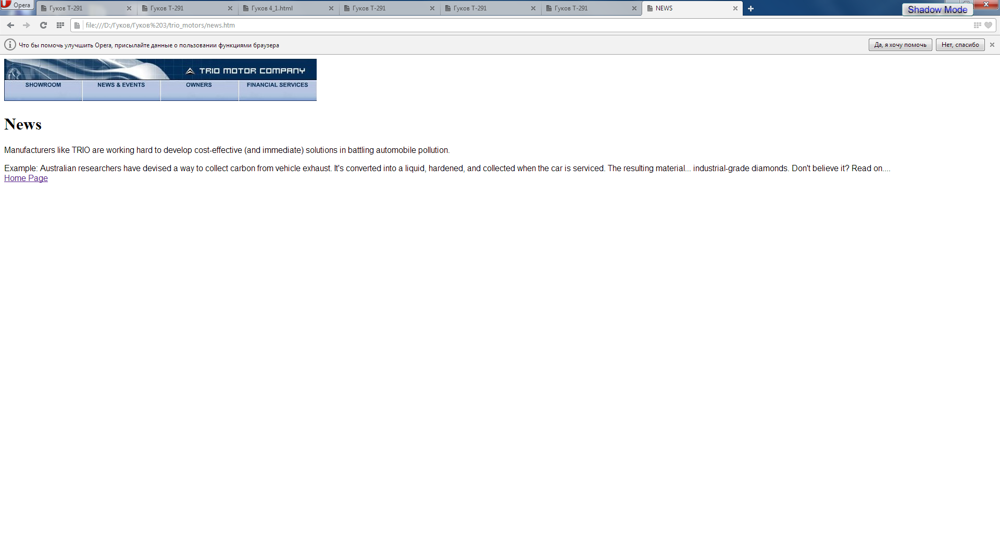 Opera
Гуков Т-291
Гуков Т-291
Гуков 4_1.html
Гуков Т-291
Гуков Т-291
Гуков Т-291
NEWS
Shadow Mode
file:///D:/Гуков/Гуков%203/trio_motors/news.htm
Что бы помочь улучшить Opera, присылайте данные о пользовании функциями браузера
Да, я хочу помочь
Нет, спасибо
TRIO MOTOR COMPANY
SHOWROOM
NEWS & EVENTS
OWNERS
FINANCIAL SERVICES
News
Manufacturers like TRIO are working hard to develop cost-effective (and immediate) solutions in battling automobile pollution.
Example: Australian researchers have devised a way to collect carbon from vehicle exhaust. It's converted into a liquid, hardened, and collected when the car is serviced. The resulting material... industrial-grade diamonds. Don't believe it? Read on....
Home Page